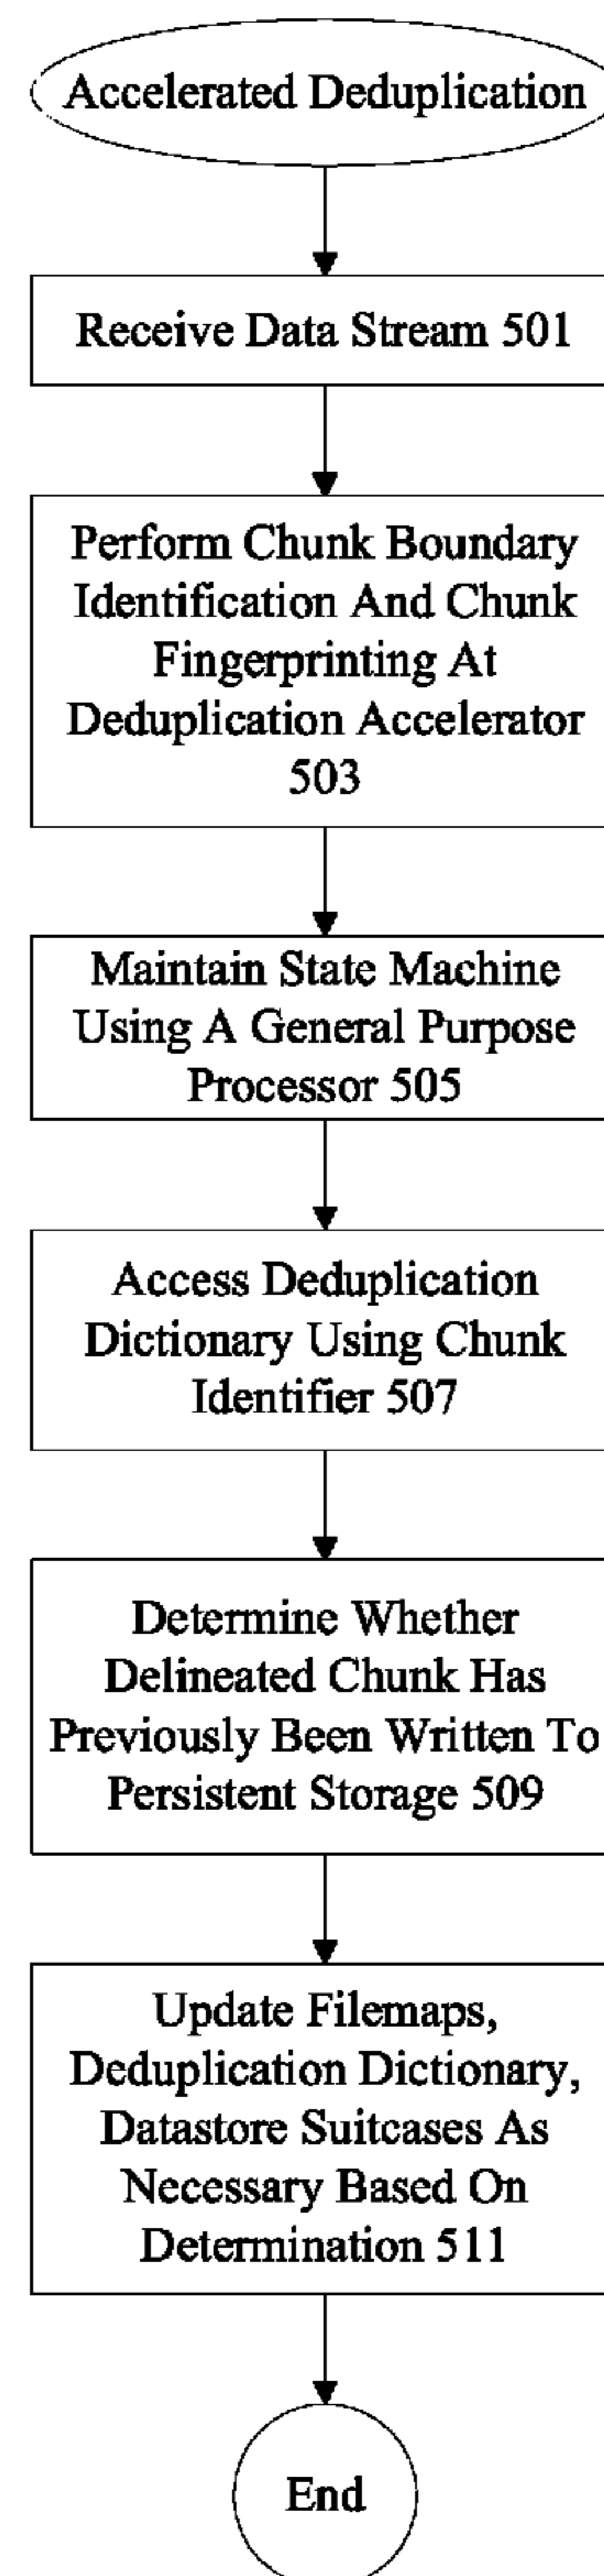 Accelerated Deduplication
Receive Data Stream 501
Perform Chunk Boundary
Identification And Chunk
Fingerprinting At
Deduplication Accelerator
503
Maintain State Machine
Using A General Purpose
Processor 505
Access Deduplication
Dictionary Using Chunk
Identifier 507
Determine Whether
Delineated Chunk Has
Previously Been Written To
Persistent Storage 509
Update Filemaps,
Deduplication Dictionary,
Datastore Suitcases As
Necessary Based On
Determination 511
End